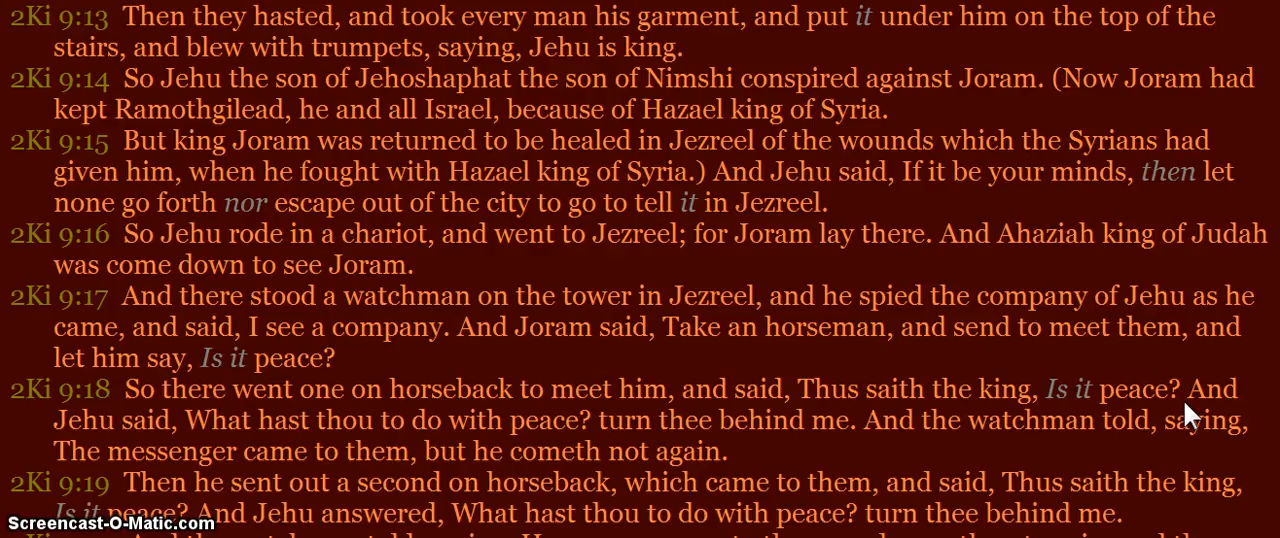 2Ki 9:13 Then they hasted, and took every man his garment, and put it under him on the top of the
stairs, and blew with trumpets, saying, Jehu is king.
2Ki 9:14 So Jehu the son of Jehoshaphat the son of Nimshi conspired against Joram. (Now Joram had
kept Ramothgilead, he and all Israel, because of Hazael king of Syria.
2Ki 9:15 But king Joram was returned to be healed in Jezreel of the wounds which the Syrians had
given him, when he fought with Hazael king of Syria.) And Jehu said, If it be your minds, then let
none go forth nor escape out of the city to go to tell it in Jezreel.
2Ki 9:16 So Jehu rode in a chariot, and went to Jezreel; for Joram lay there. And Ahaziah king of Judah
was come down to see Joram.
2Ki 9:17 And there stood a watchman on the tower in Jezreel, and he spied the company of Jehu as he
came, and said, I see a company. And Joram said, Take an horseman, and send to meet them, and
let him say, Is it peace?
2Ki 9:18 So there went one on horseback to meet him, and said, Thus saith the king, Is it peace? And
Jehu said, What hast thou to do with peace? turn thee behind me. And the watchman told, saying,
The messenger came to them, but he cometh not again.
2Ki 9:19 Then he sent out a second on horseback, which came to them, and said, Thus saith the king,
Is it peace? And Jehu answered, What hast thou to do with peace? turn thee behind me.
Screencast-O-Matic.com